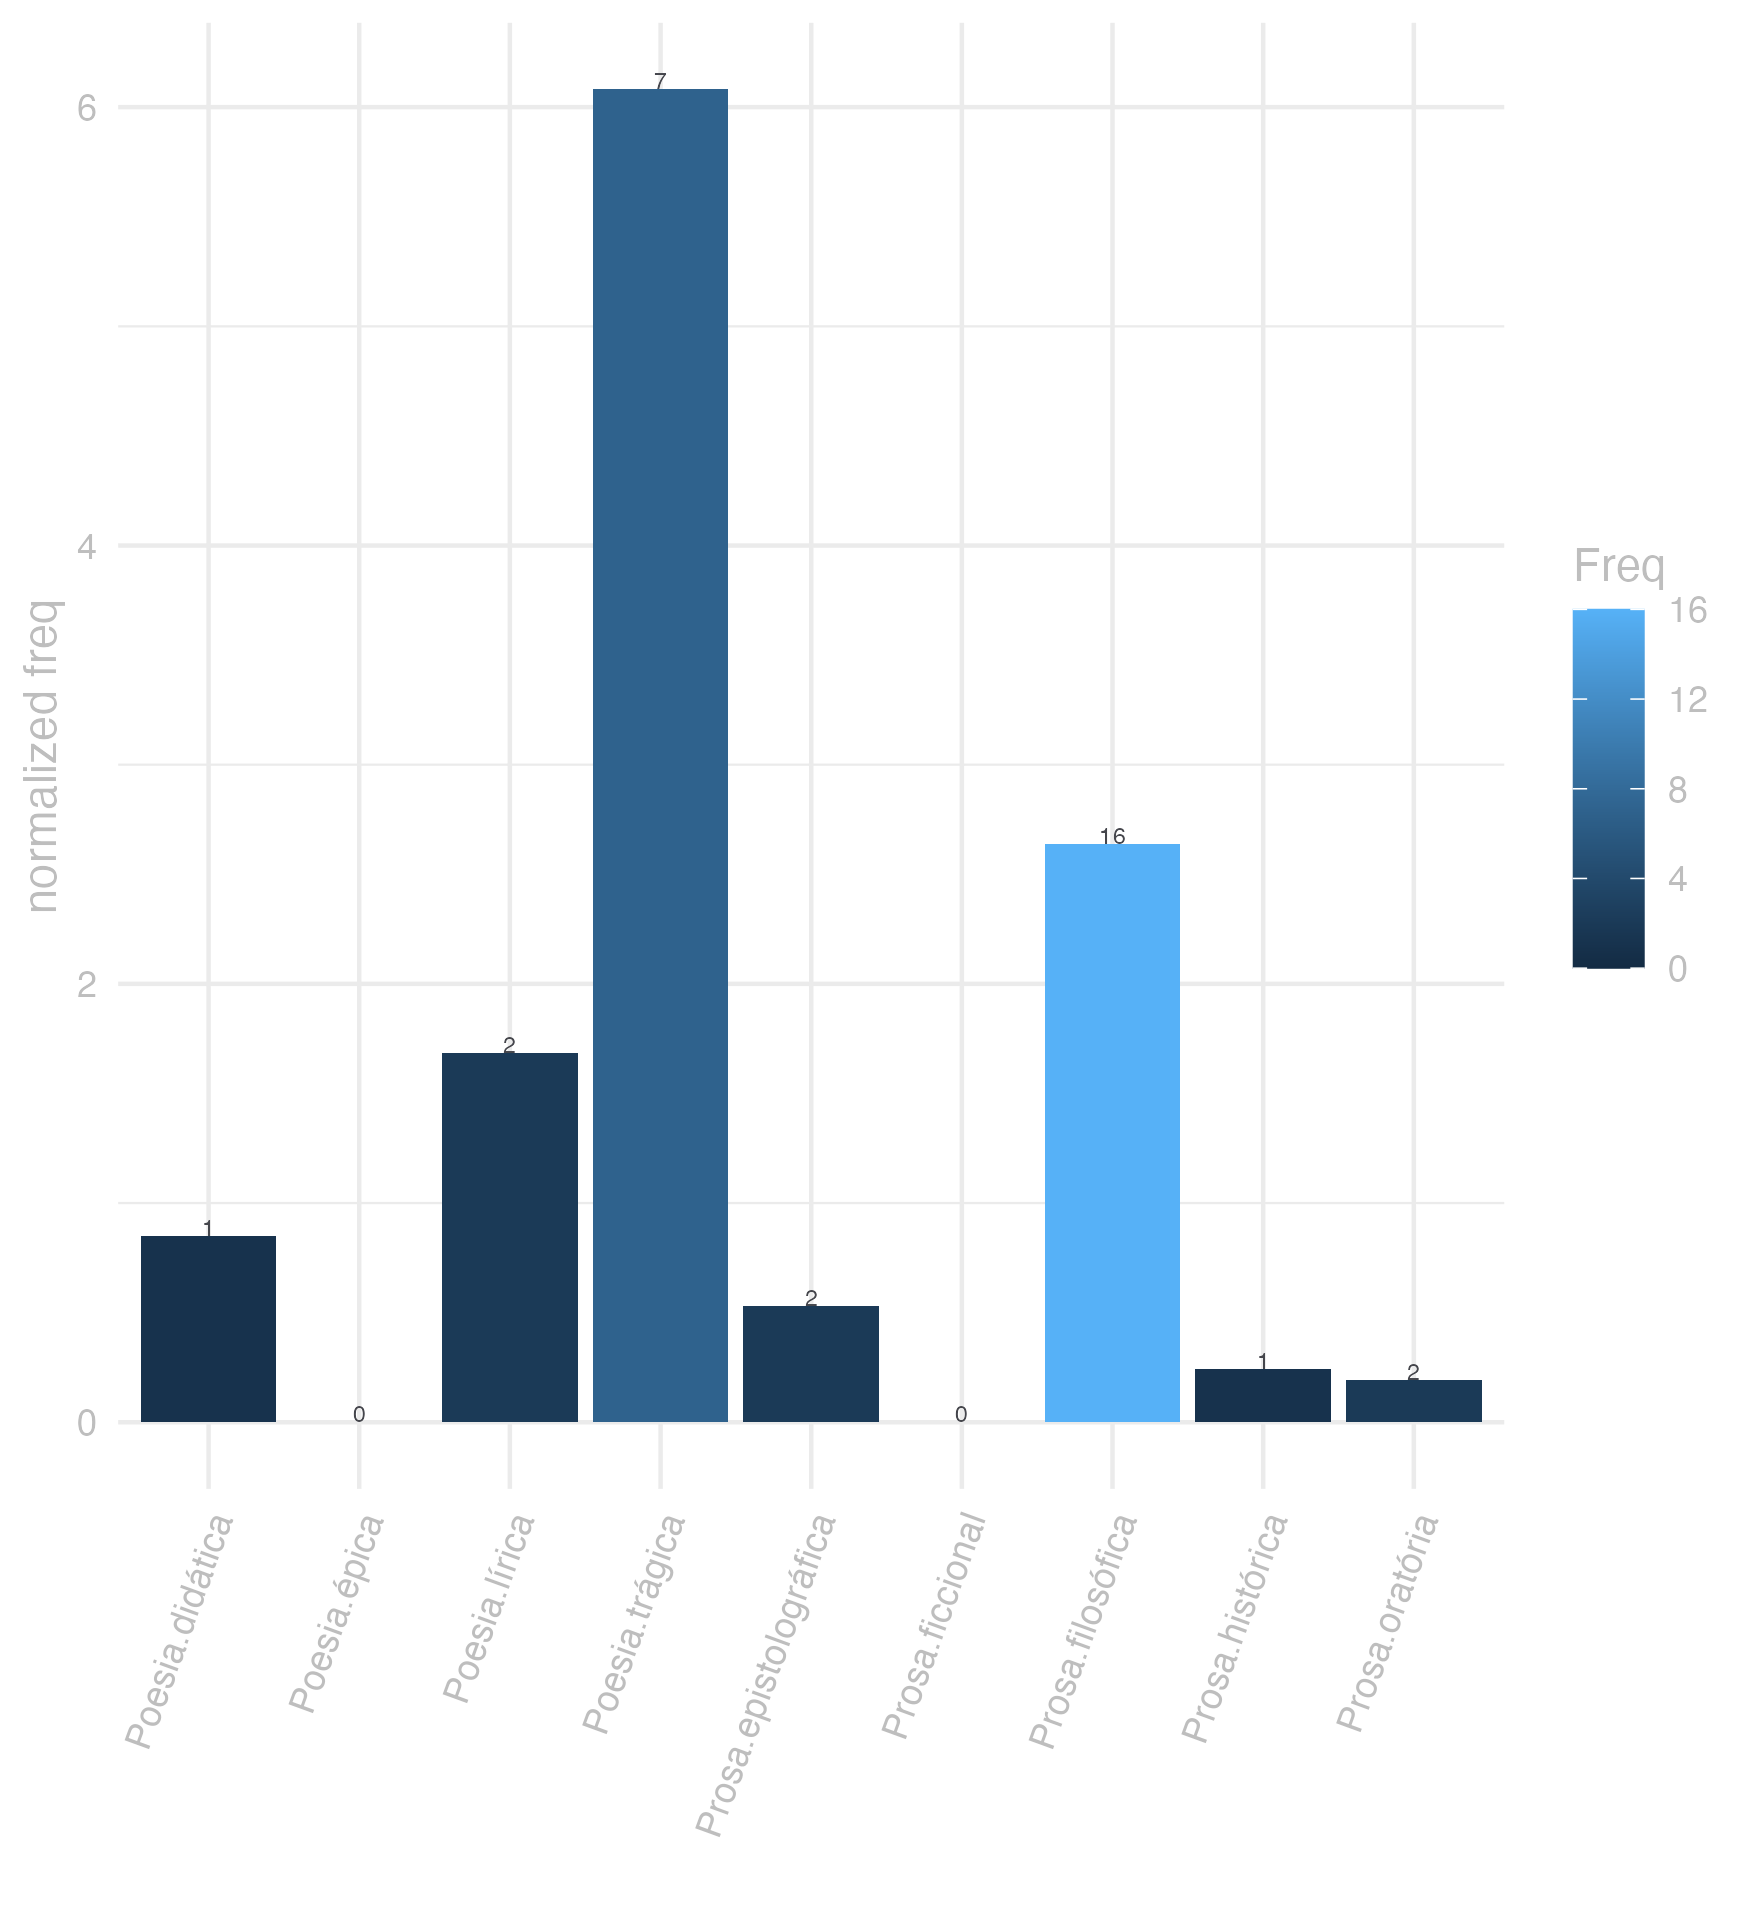 normalized freq
6
4
2
0
1
0
2
7
2
0
16
1
2
Poesia.didática
Poesia.épica
Poesia.lírica
Poesia.trágica
Prosa.epistolográfica
Prosa.ficcional
Prosa.filosófica
Prosa.histórica
Prosa.oratória
Freq
16
12
8
4
0